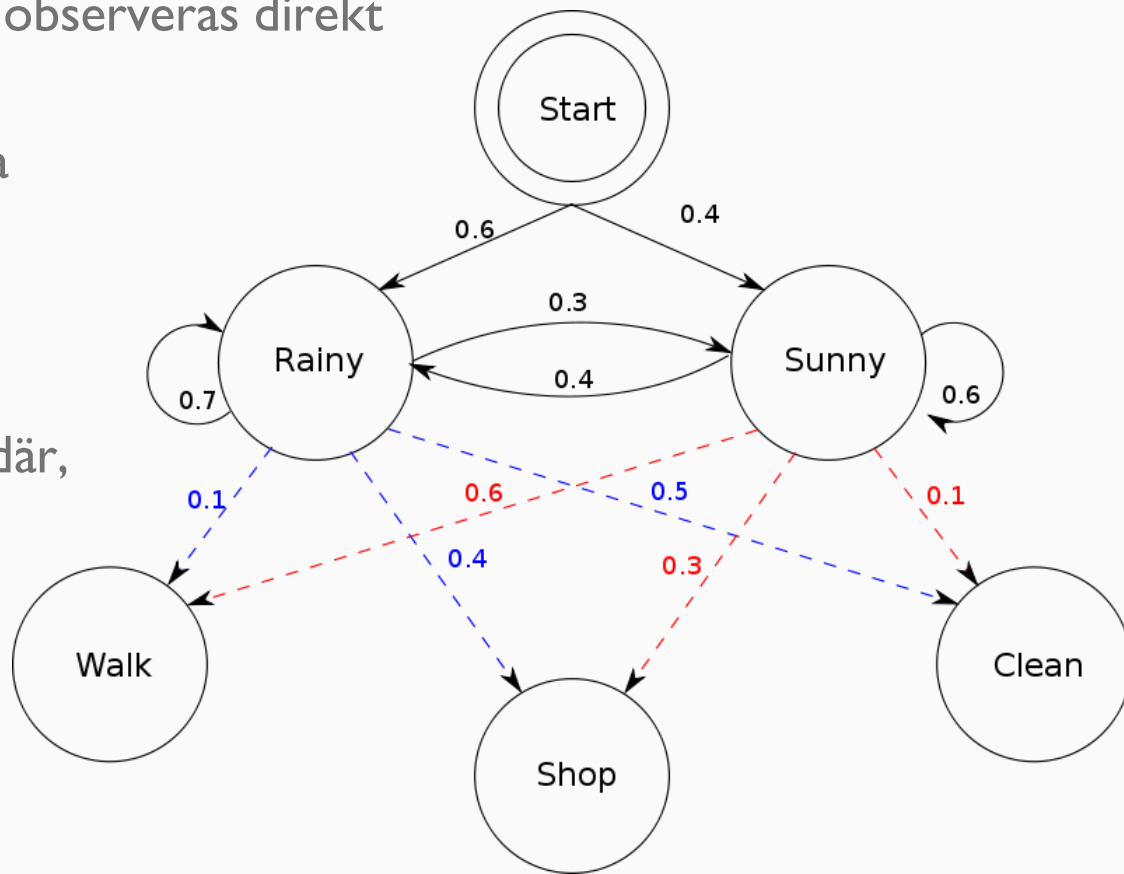 observeras direkt
Start
a
0.6
0.4
0.3
Rainy
Sunny
0.4
0.7
0.6
där,
0.1
0.6
0.5
0.1
0.4
0.3
Walk
Clean
Shop